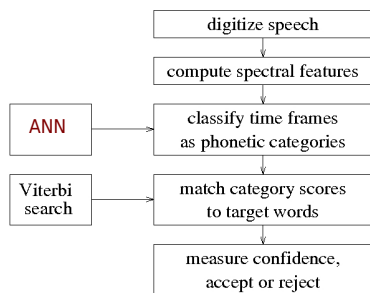 digitize speech
compute spectral features
ANN
classify time frames
as phonetic categories
Viterbi
search
match category scores
to target words
measure confidence,
accept or reject